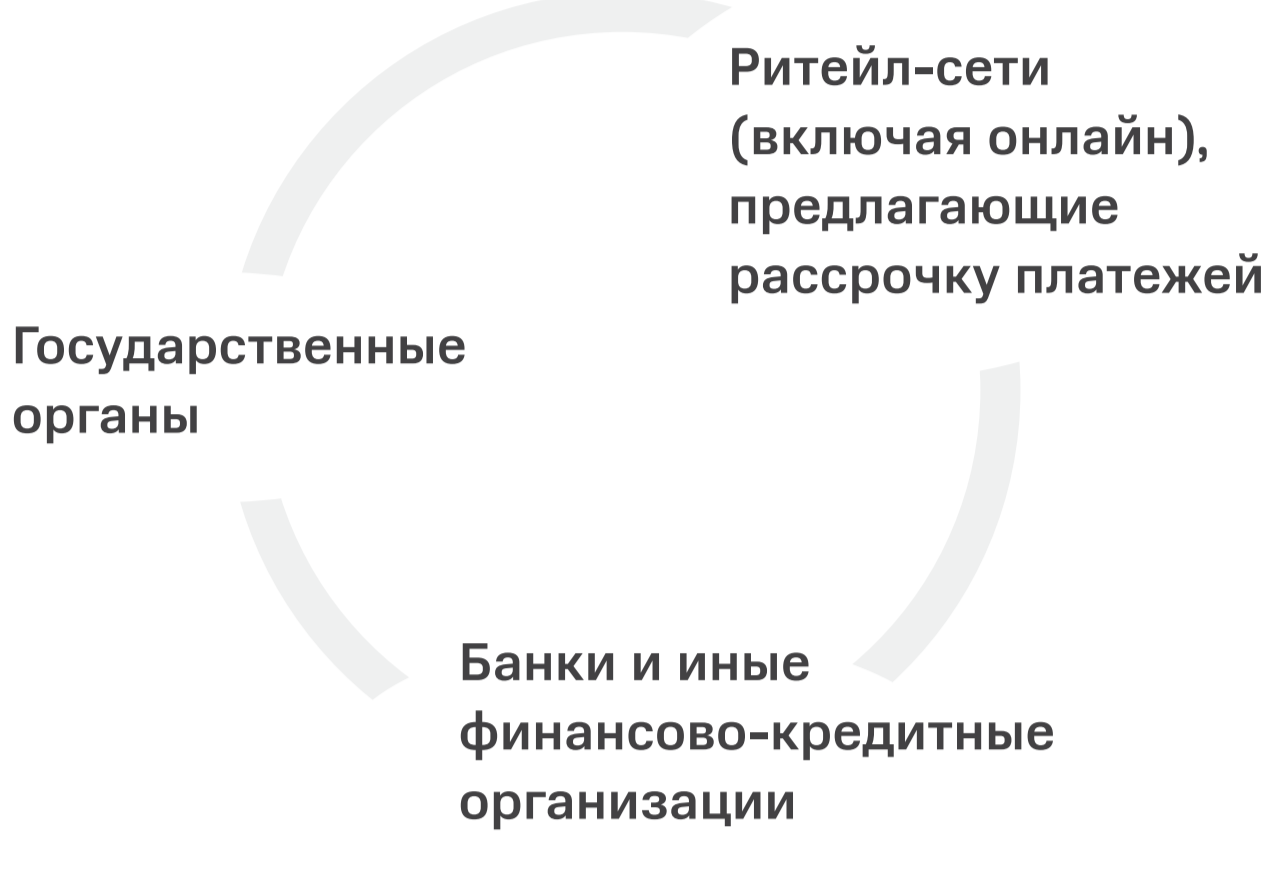 Ритейл-сети
(включая онлайн),
предлагающие
рассрочку платежей
Государственные
органы
Банки и иные
финансово-кредитные
организации